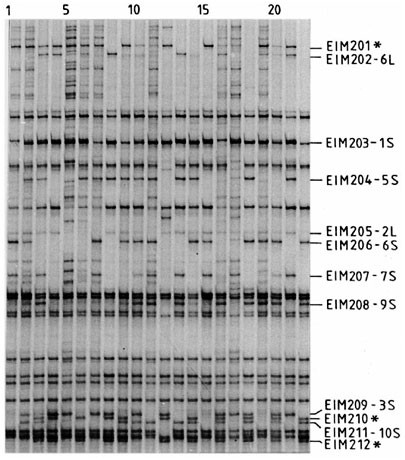 1 5 10 15 20
EIM201*
EIM202-6L
EIM203-1S
EIM204-5S
EIM205-2L
EIM206-6S
EIM207-7S
EIM208-9S
EIM209-3S
EIM210*
EIM211-10S
EIM212*